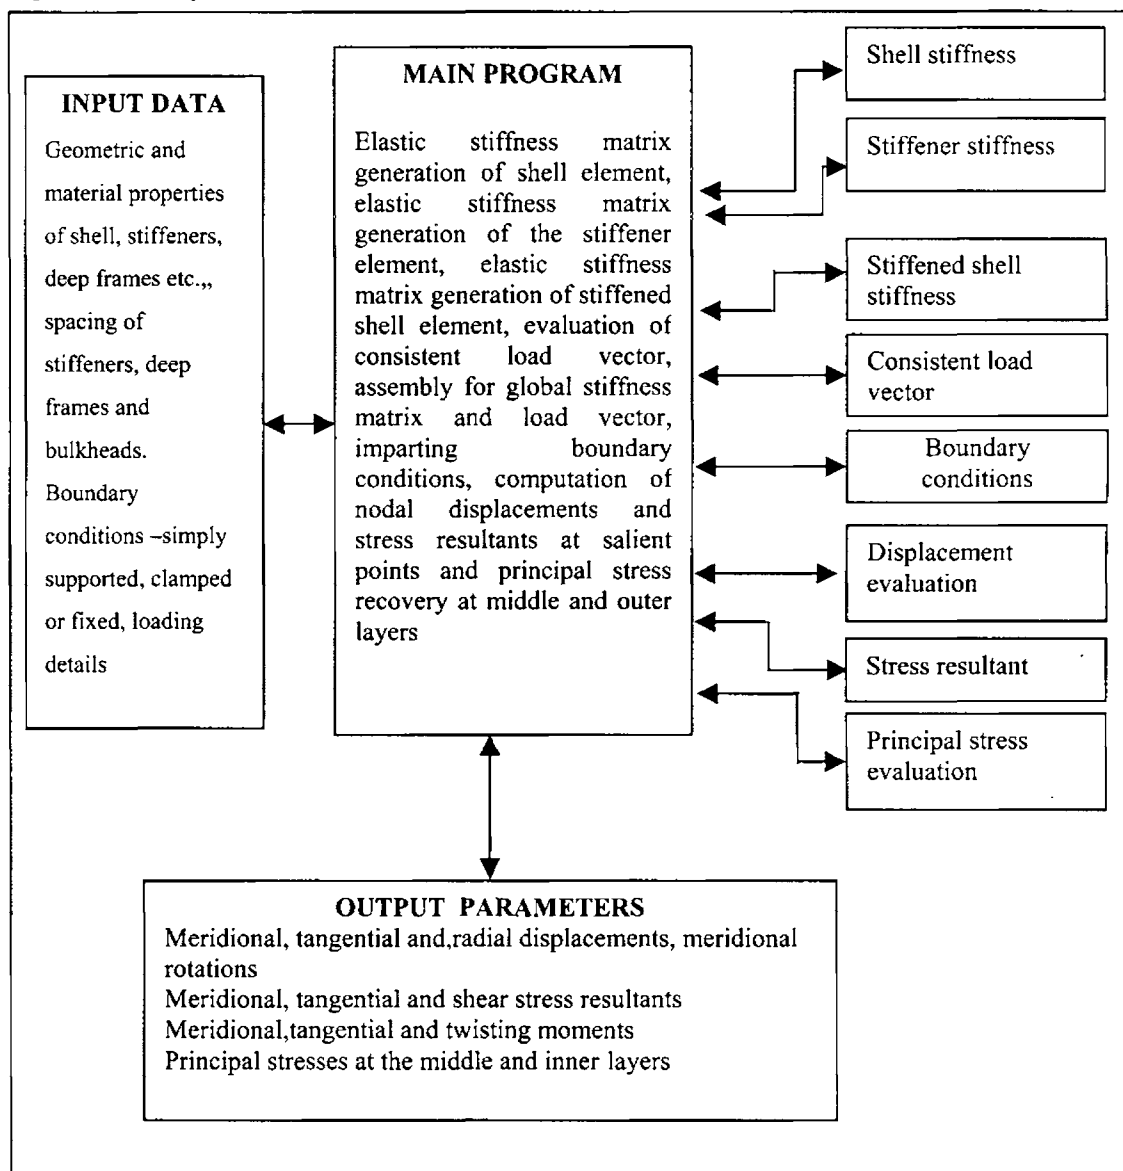 INPUT DATA
Geometric and
material properties
of shell, stiffeners,
deep frames etc.,,
spacing of
stiffeners, deep
frames and
bulkheads.
Boundary
conditions –simply
supported, clamped
or fixed, loading
details
MAIN PROGRAM
Elastic stiffness matrix
generation of shell element,
elastic stiffness matrix
generation of the stiffener
element, elastic stiffness
matrix generation of stiffened
shell element, evaluation of
consistent load vector,
assembly for global stiffness
matrix and load vector,
imparting boundary
conditions, computation of
nodal displacements and
stress resultants at salient
points and principal stress
recovery at middle and outer
layers
Shell stiffness
Stiffener stiffness
Stiffened shell
stiffness
Consistent load
vector
Boundary
conditions
Displacement
evaluation
Stress resultant
Principal stress
evaluation
OUTPUT PARAMETERS
Meridional, tangential and,radial displacements, meridional
rotations
Meridional, tangential and shear stress resultants
Meridional,tangential and twisting moments
Principal stresses at the middle and inner layers